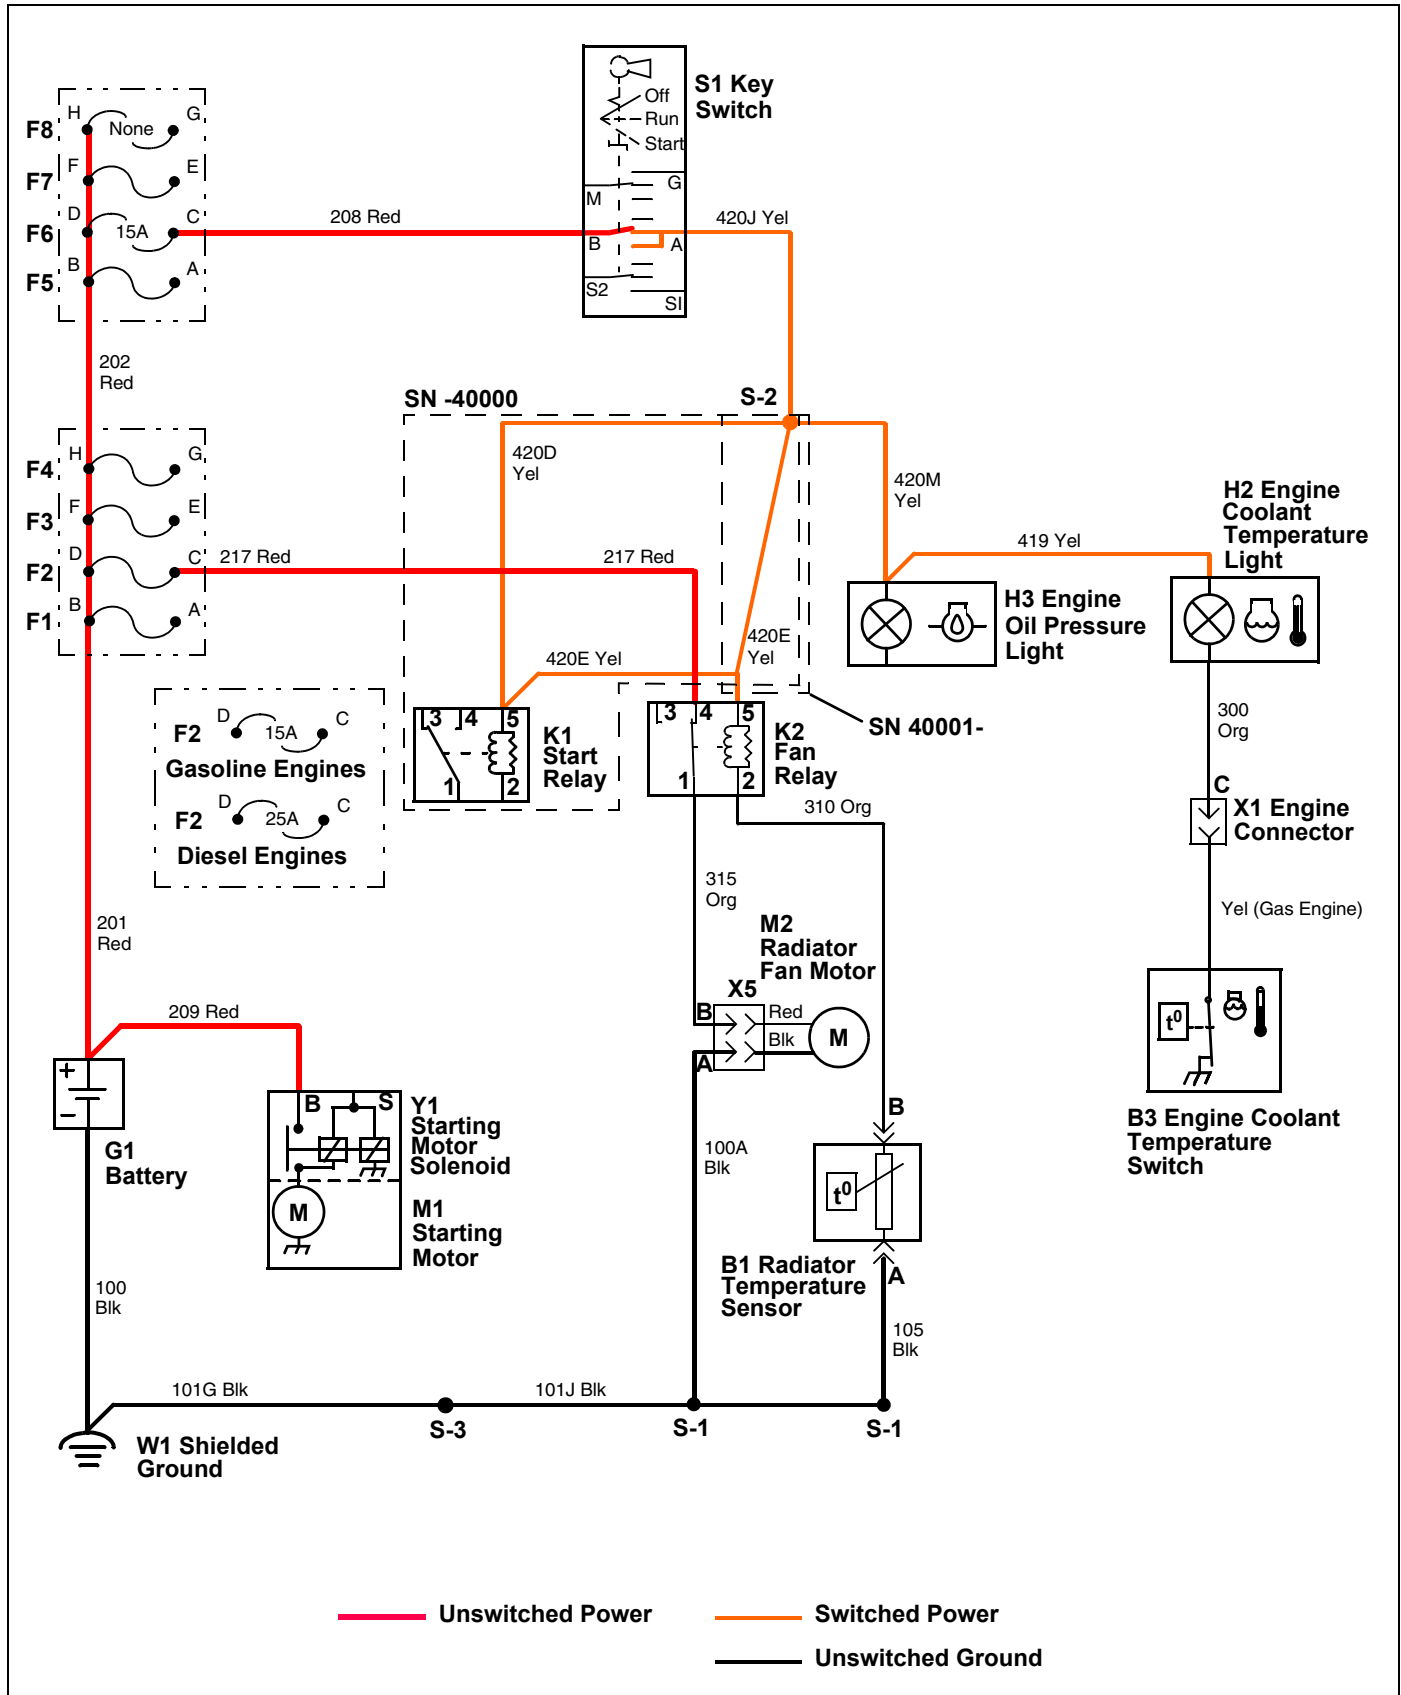 S1 Key
Switch
Off
Run
Start
G
M
B
A
S2
SI
F8
H
None
G
F7
F
E
F6
D
15A
C
F5
B
A
208 Red
420J Yel
202
Red
SN -40000
S-2
F4
H
G
F3
F
E
F2
D
C
F1
B
A
217 Red
217 Red
420D
Yel
420M
Yel
420E
Yel
420E Yel
419 Yel
H2 Engine
Coolant
Temperature
Light
H3 Engine
Oil Pressure
Light
SN 40001-
F2
D
15A
C
Gasoline Engines
F2
D
25A
C
Diesel Engines
3
4
5
1
2
K1
Start
Relay
3
4
5
1
2
K2
Fan
Relay
310 Org
300
Org
C
X1 Engine
Connector
Yel (Gas Engine)
315
Org
M2
Radiator
Fan Motor
X5
B
Red
Blk
A
M
201
Red
209 Red
+
−
G1
Battery
B
S
Y1
Starting
Motor
Solenoid
M
M1
Starting
Motor
100A
Blk
B
t0
A
B1 Radiator
Temperature
Sensor
t0
B3 Engine Coolant
Temperature
Switch
100
Blk
105
Blk
101G Blk
101J Blk
S-3
S-1
S-1
W1 Shielded
Ground
Unswitched Power
Switched Power
Unswitched Ground